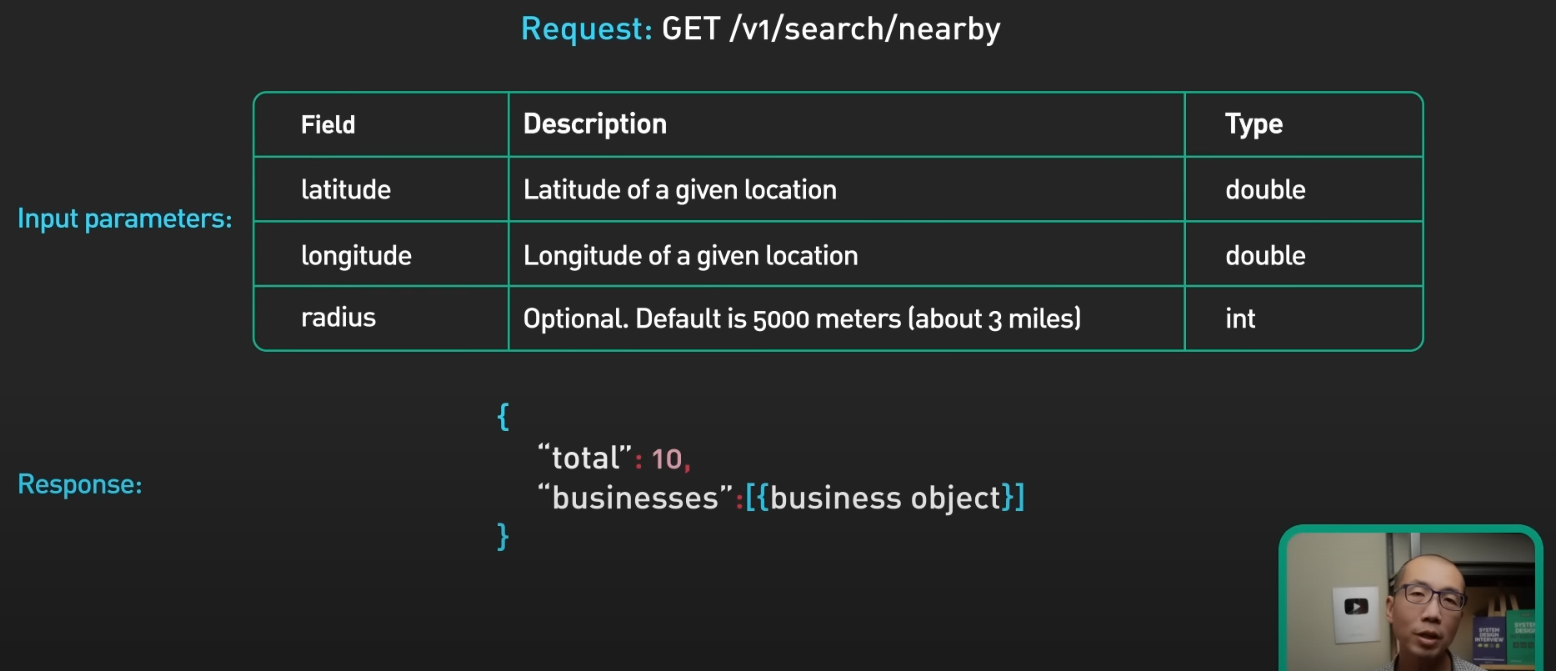 Request: GET /v1/search/nearby
Input parameters:
Field Description Type
latitude Latitude of a given location double
longitude Longitude of a given location double
radius Optional. Default is 5000 meters (about 3 miles) int
Response:
{
“total”: 10,
“businesses”:[{business object}]
}
SYSTEM
DESIGN
INTERVIEW